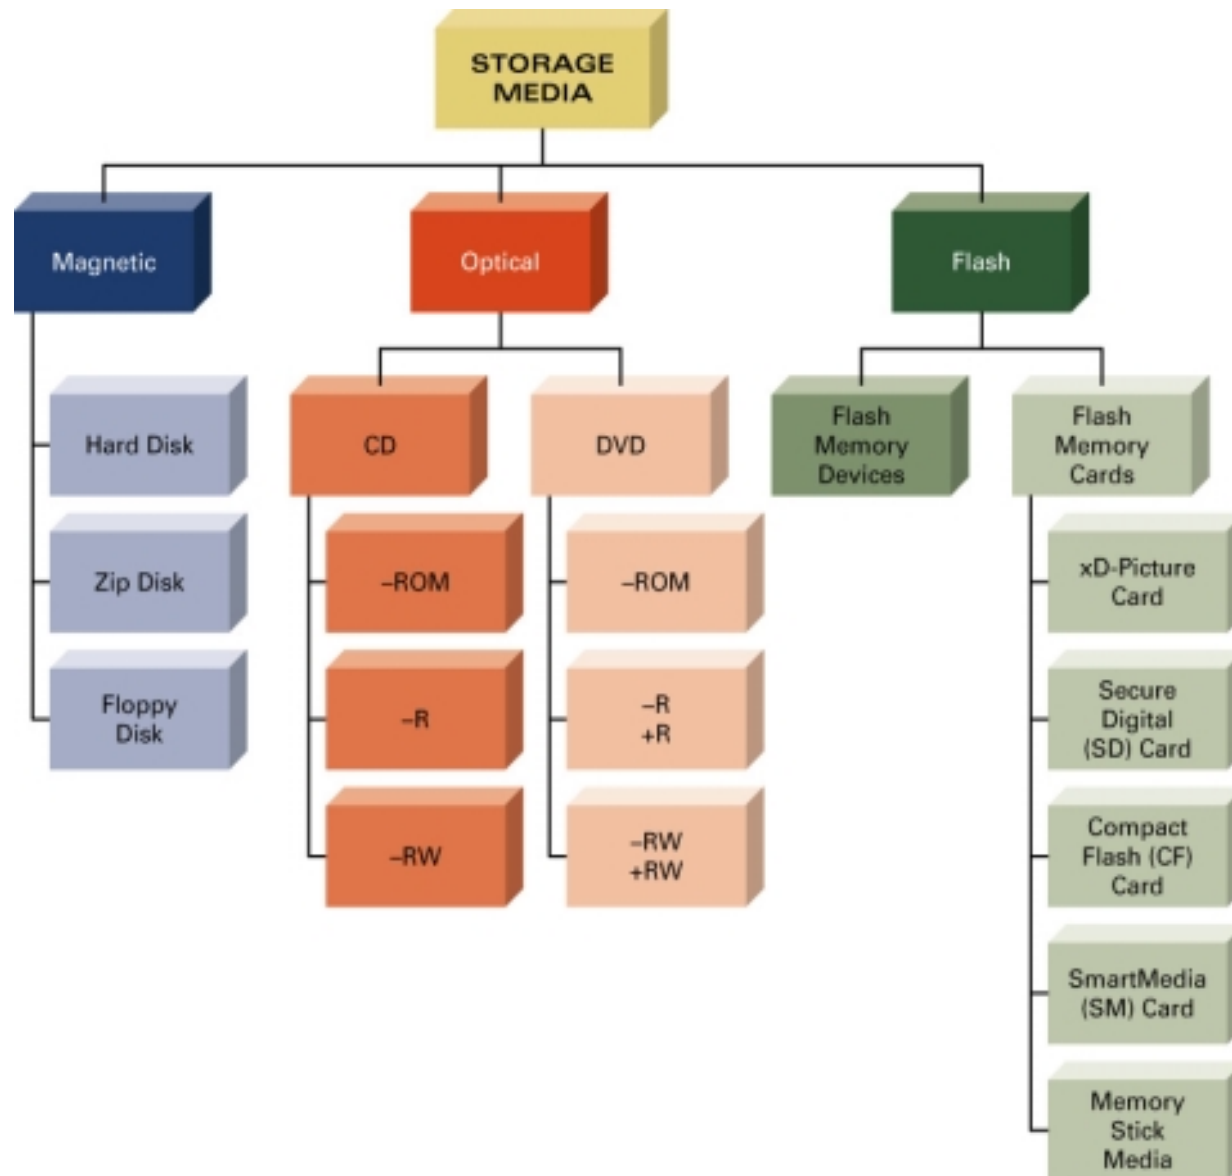 STORAGE
MEDIA
Magnetic
Optical
Flash
Hard Disk
Zip Disk
Floppy
Disk
CD
–ROM
–R
–RW
DVD
–ROM
–R
+R
–RW
+RW
Flash
Memory
Devices
Flash
Memory
Cards
xD-Picture
Card
Secure
Digital
(SD) Card
Compact
Flash (CF)
Card
SmartMedia
(SM) Card
Memory
Stick
Media